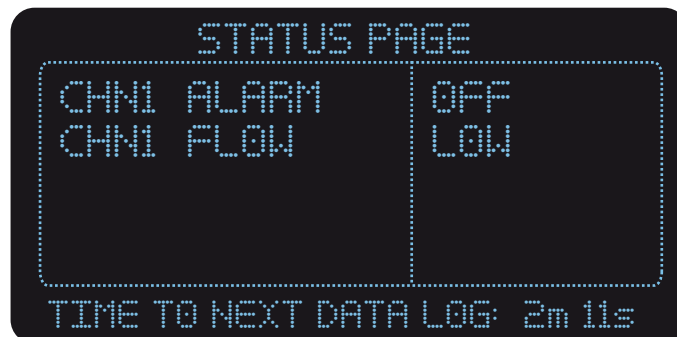 STATUS PAGE
CHN1 ALARM OFF
CHN1 FLOW LOW
TIME TO NEXT DATA LOG: 2m 11s